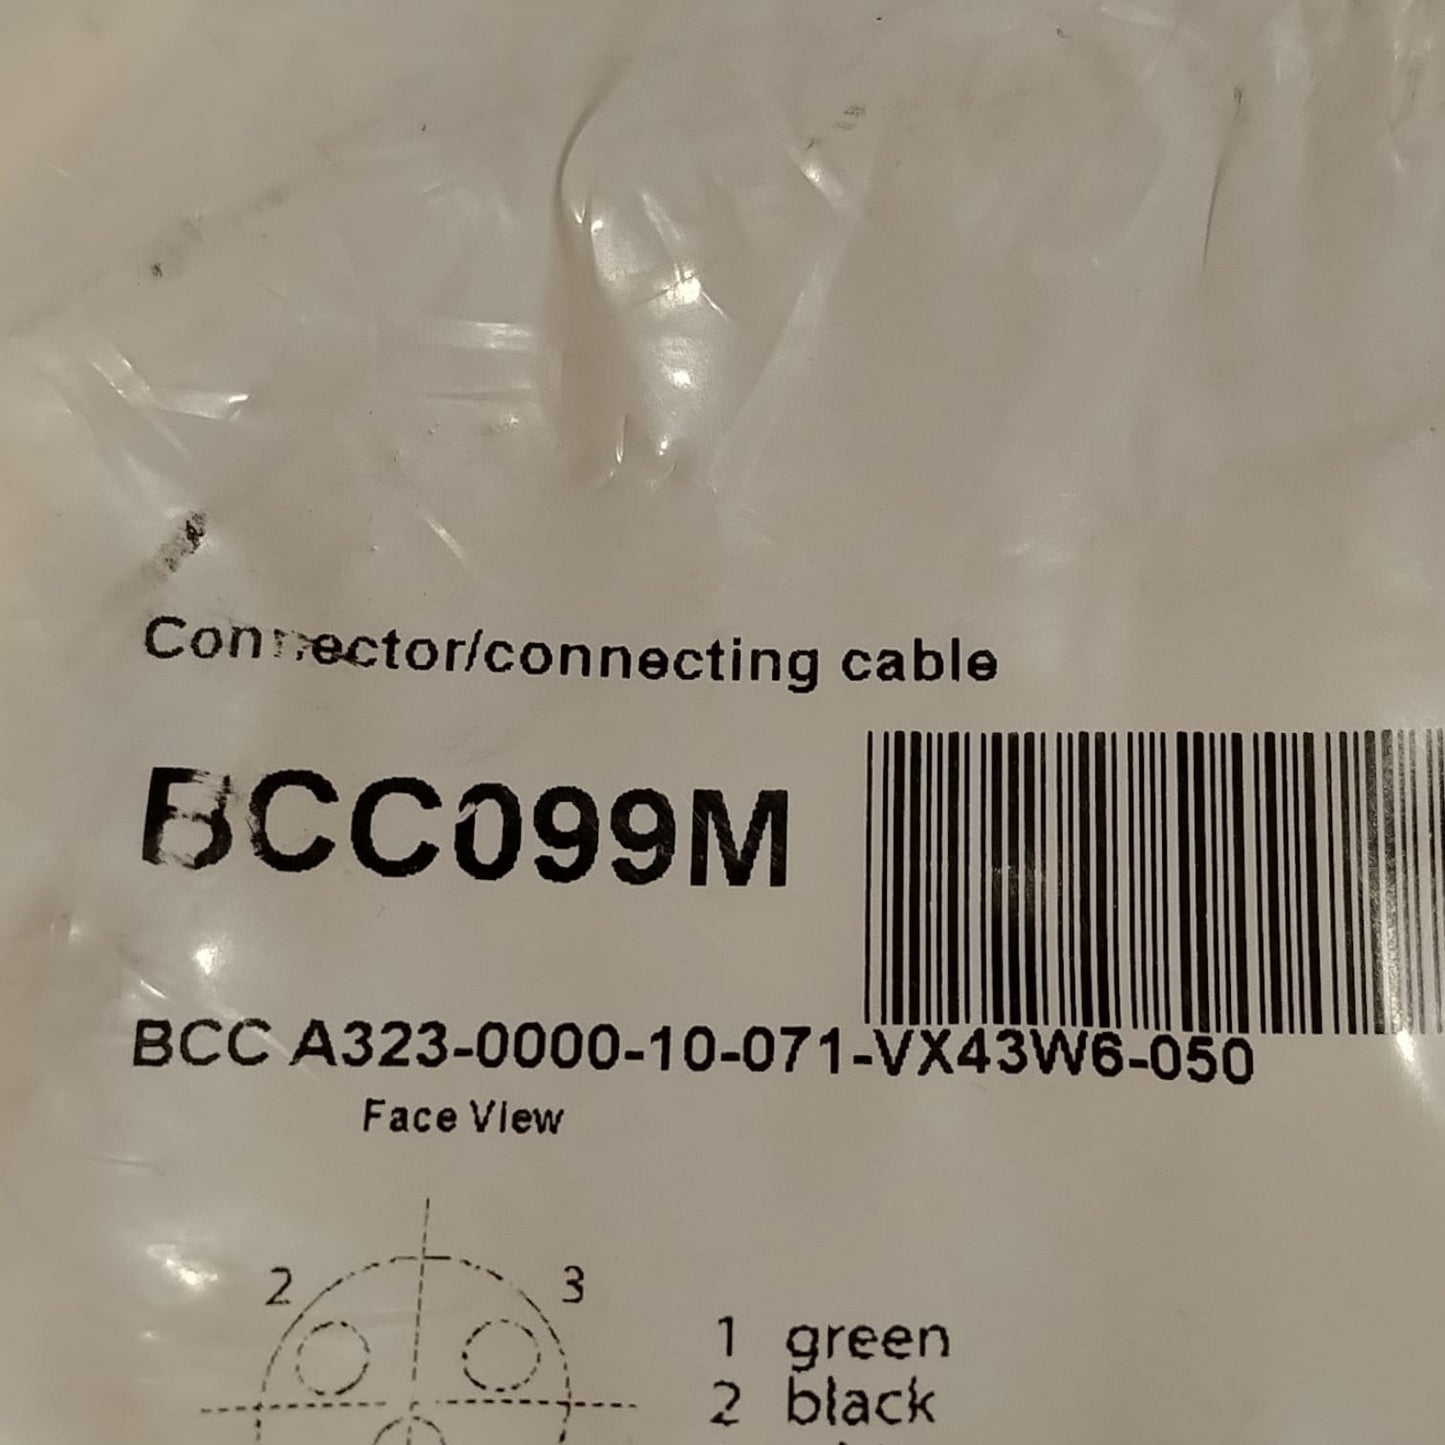 Connector/connecting cable
BCC099M
BCC A323-0000-10-071-VX43W6-050
Face View
2
3
1 green
2 black